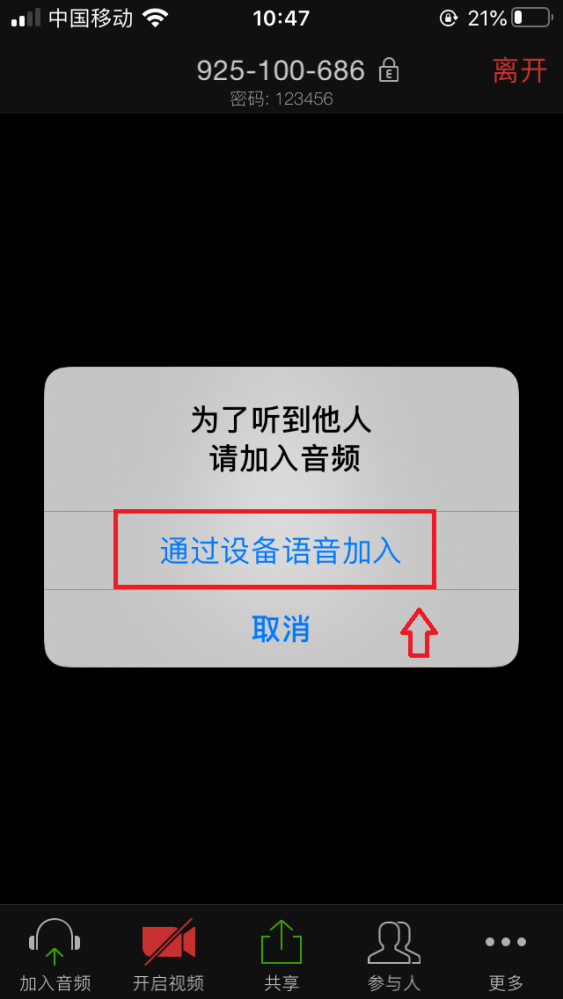 中国移动 10:47 21%
925-100-686 E 离开
密码: 123456
为了听到他人
请加入音频
通过设备语音加入
取消
加入音频 开启视频 共享 参与人 更多